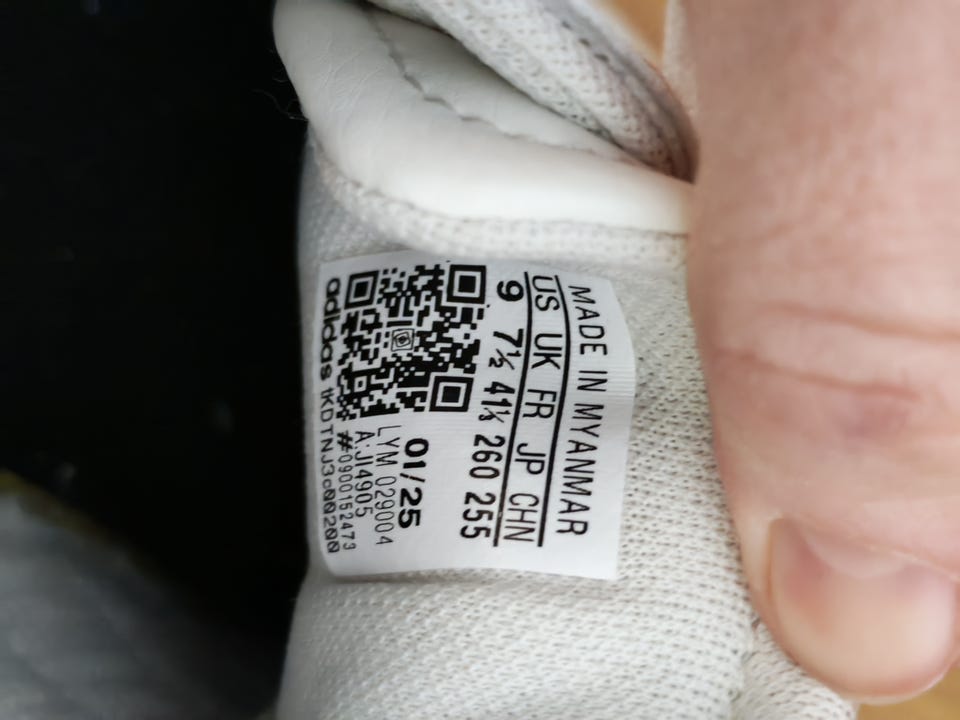 MADE IN MYANMAR
US UK FR JP CHN
9 7½ 41⅓ 260 255
01/25
LYM 029004
A:JI4905
#0900152473
adidas 1KDTNJ3c00200